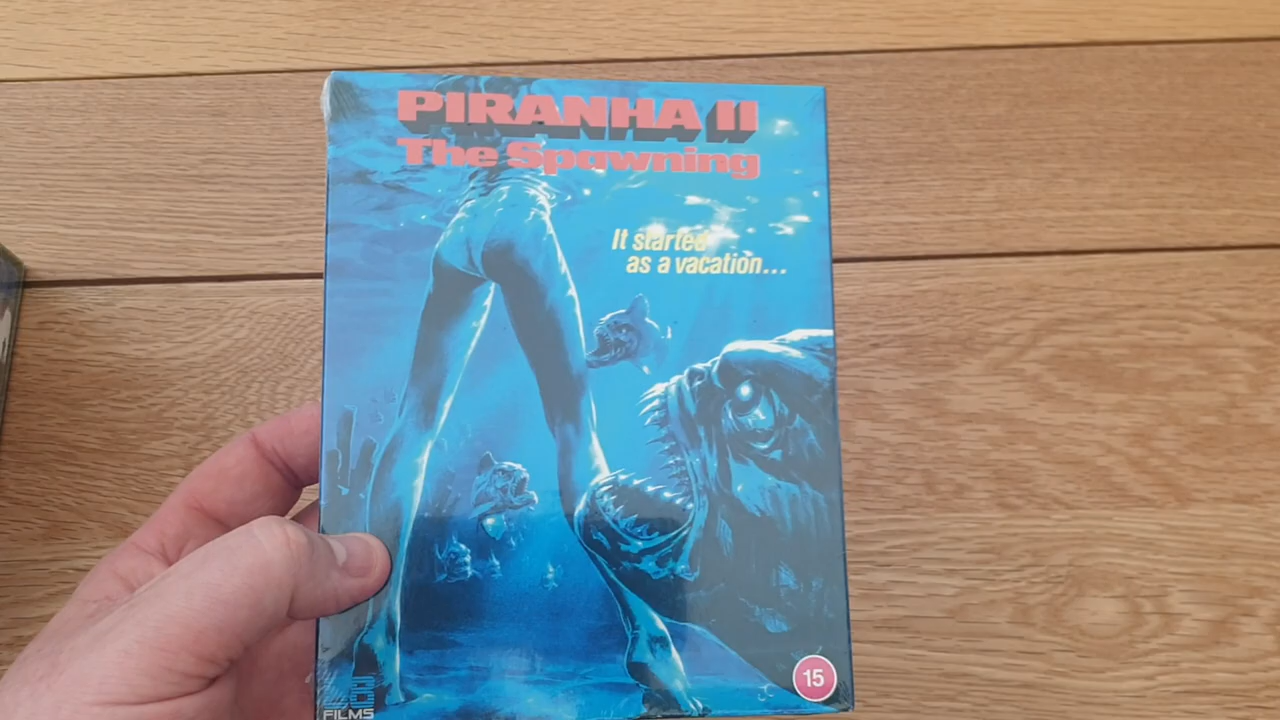 PIRANHA II
The Spawning
It started
as a vacation...
15
FILMS